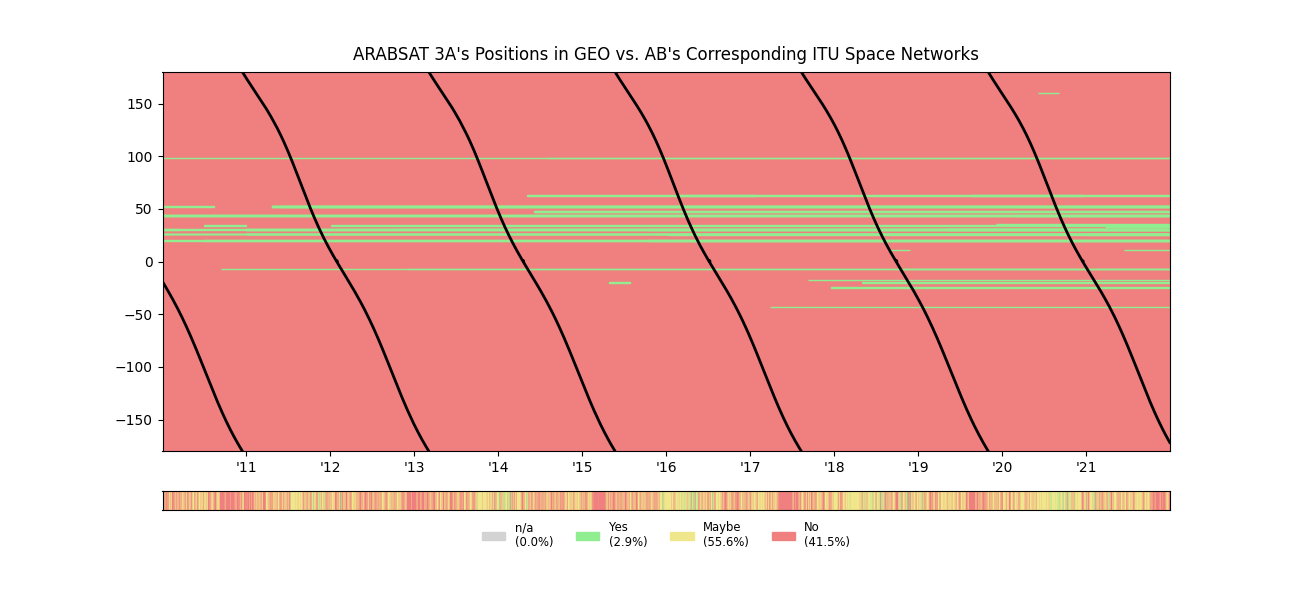 ARABSAT 3A's Positions in GEO vs. AB's Corresponding ITU Space Networks
150
100
50
0
−50
−100
−150
'11 '12 '13 '14 '15 '16 '17 '18 '19 '20 '21
n/a Yes Maybe No
(0.0%) (2.9%) (55.6%) (41.5%)